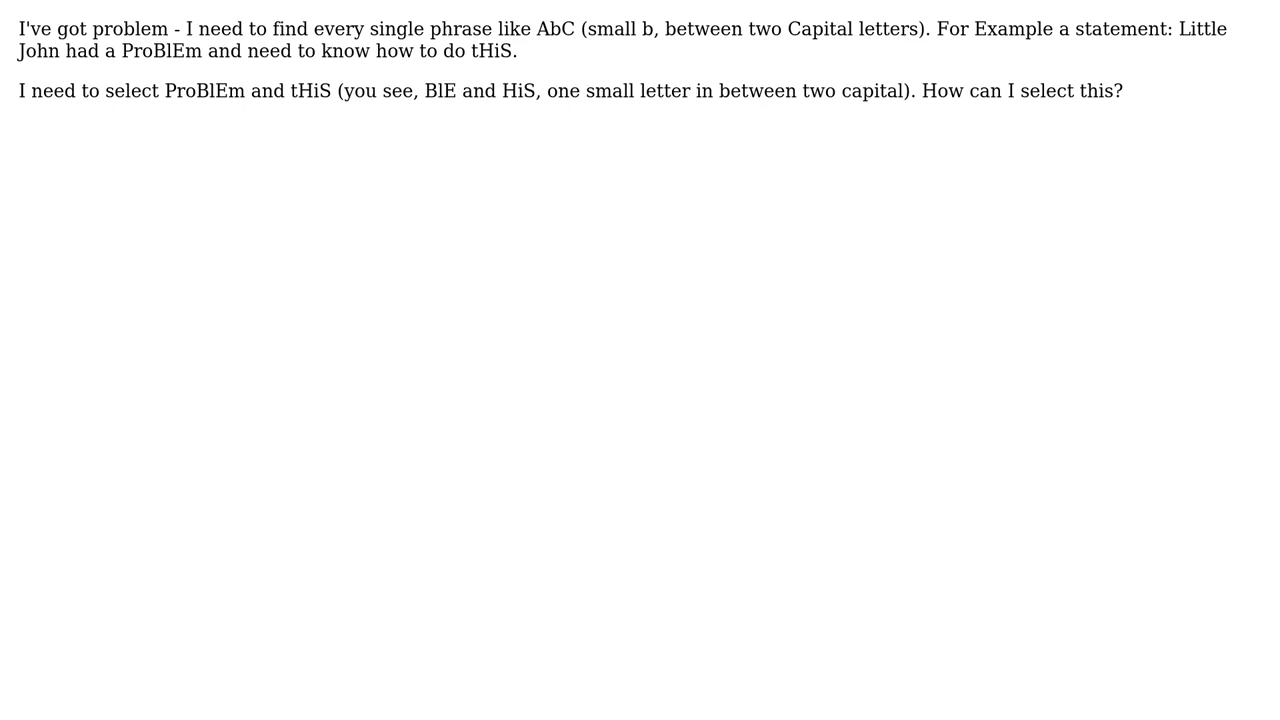 I've got problem - I need to find every single phrase like AbC (small b, between two Capital letters). For Example a statement: Little
John had a ProBlEm and need to know how to do tHiS.
I need to select ProBlEm and tHiS (you see, BlE and HiS, one small letter in between two capital). How can I select this?